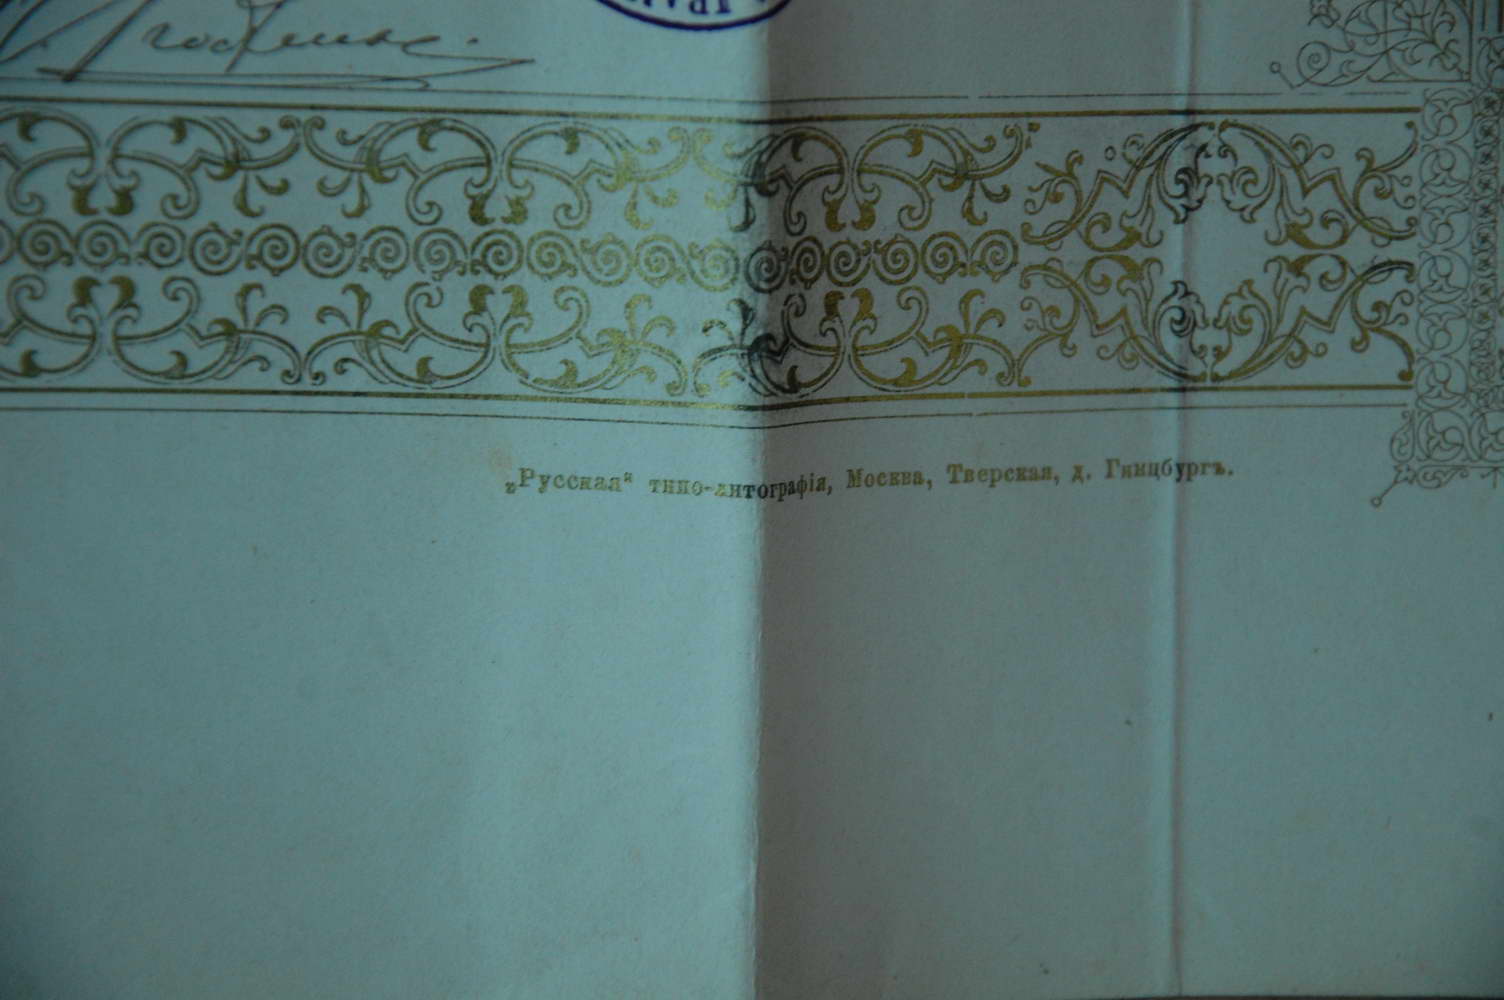 „Русская“ типо-литографія, Москва, Тверская, д. Гинцбургъ.